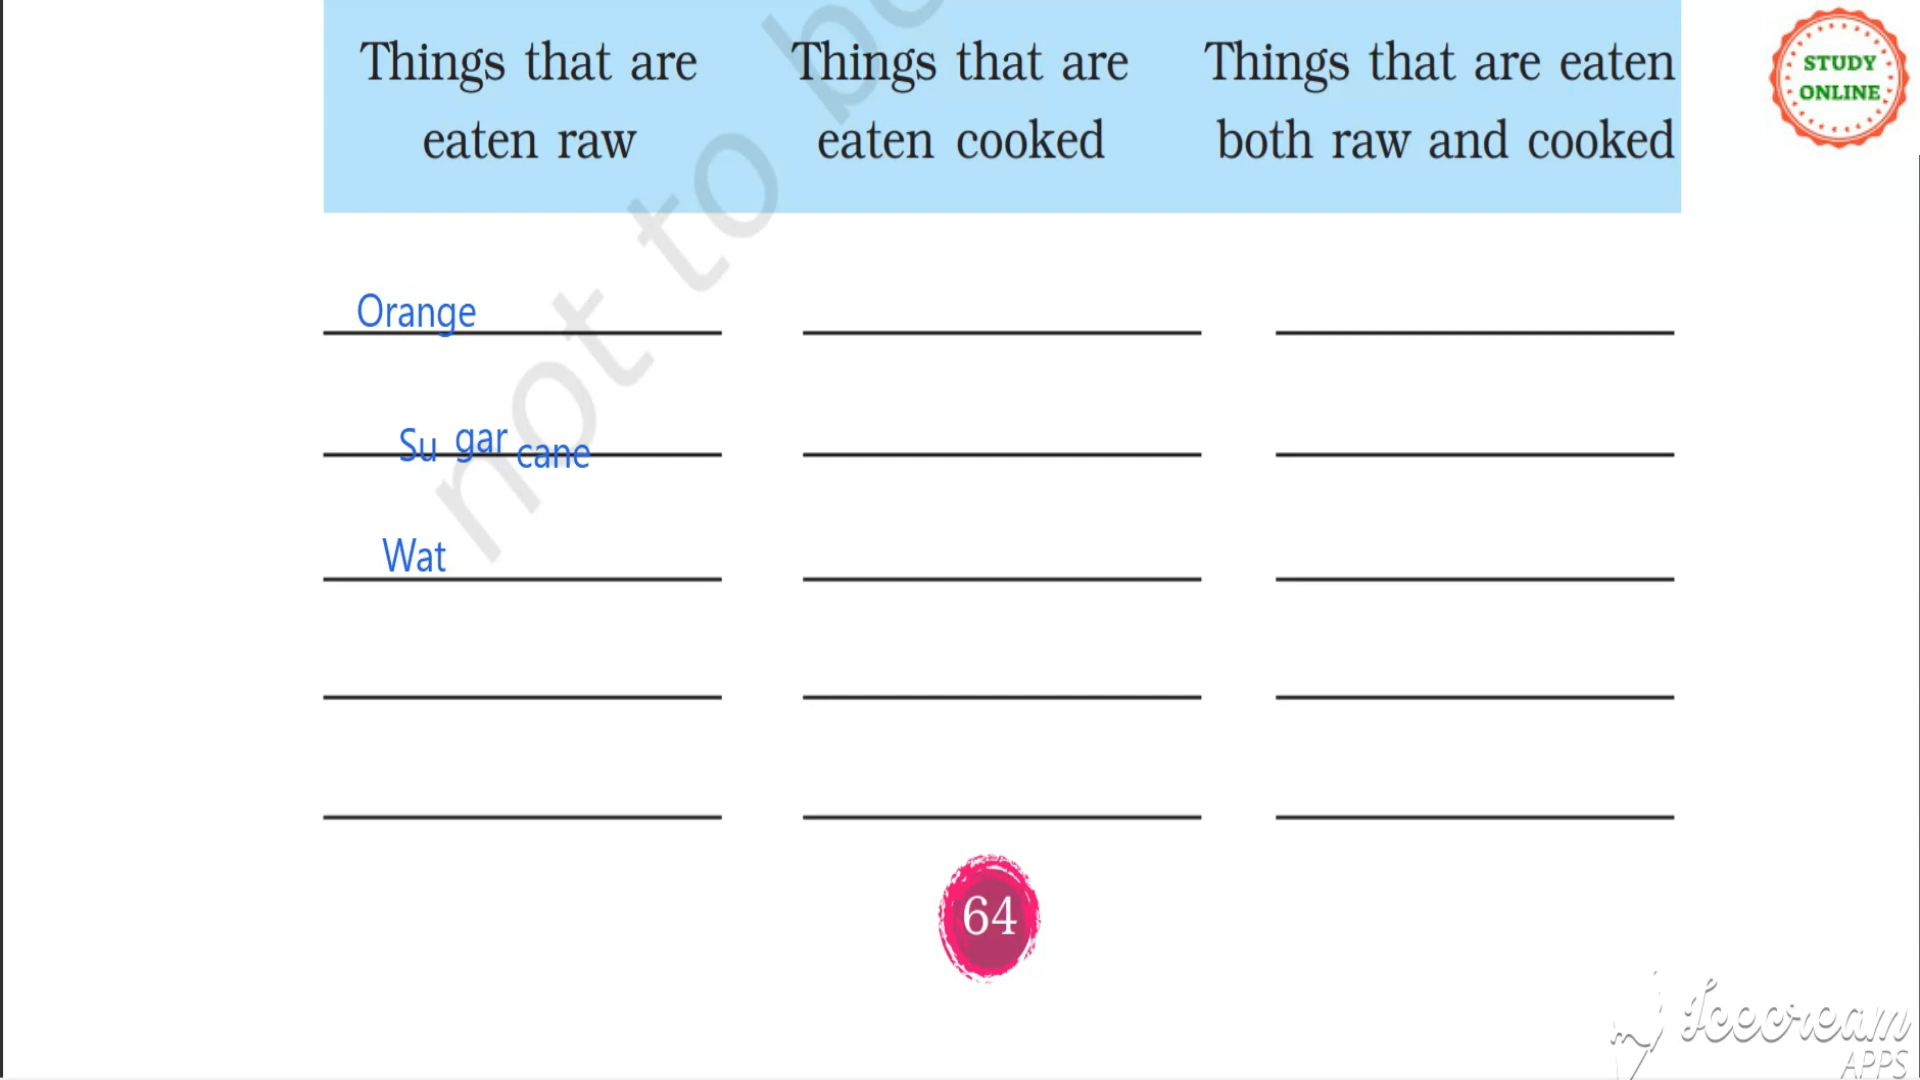 Things that are
eaten raw
Things that are
eaten cooked
Things that are eaten
both raw and cooked
STUDY
ONLINE
not to be
Orange
Su gar cane
Wat
64
Icecream
APPS